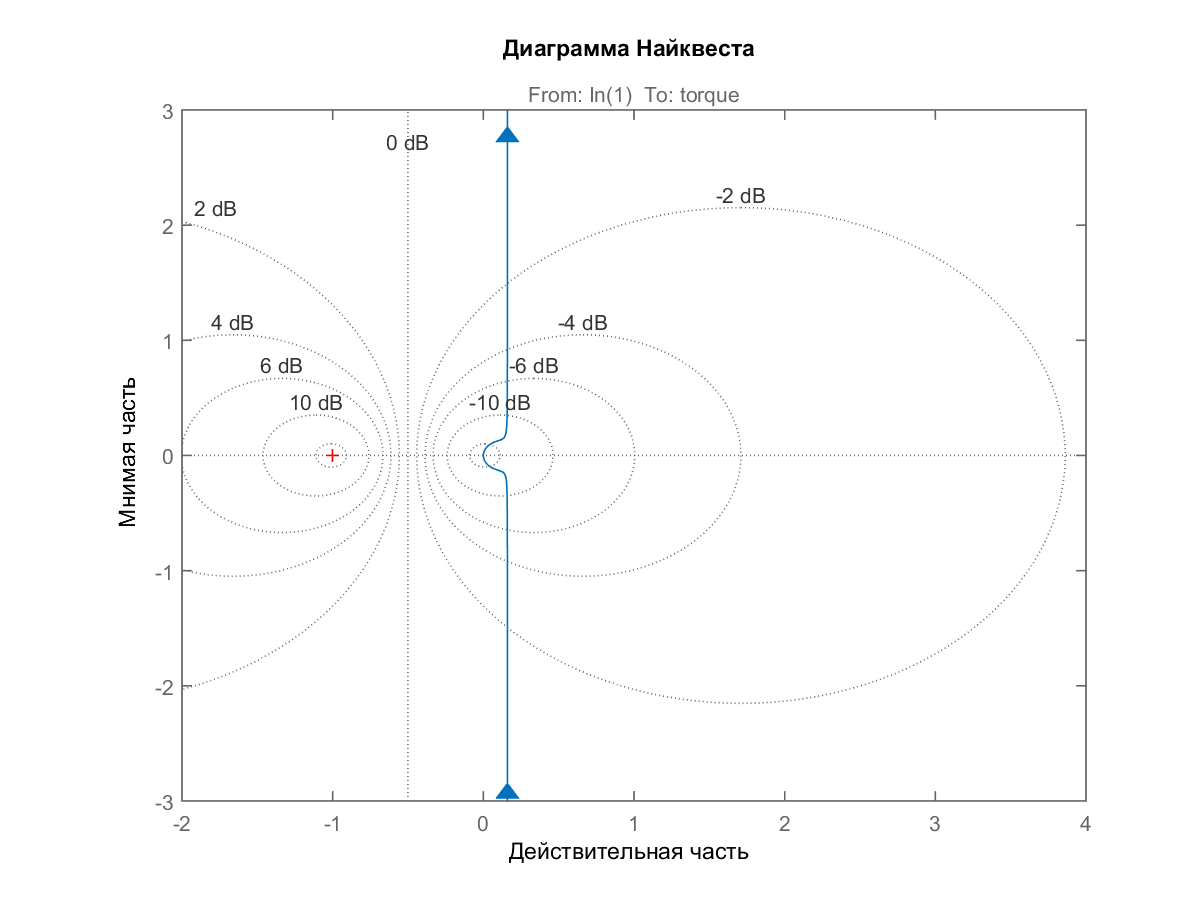 Диаграмма Найквеста
From: In(1)  To: torque
3
0 dB
2 dB
-2 dB
2
4 dB
-4 dB
1
6 dB
-6 dB
10 dB
-10 dB
0
Мнимая часть
-1
-2
-3
-2
-1
0
1
2
3
4
Действительная часть